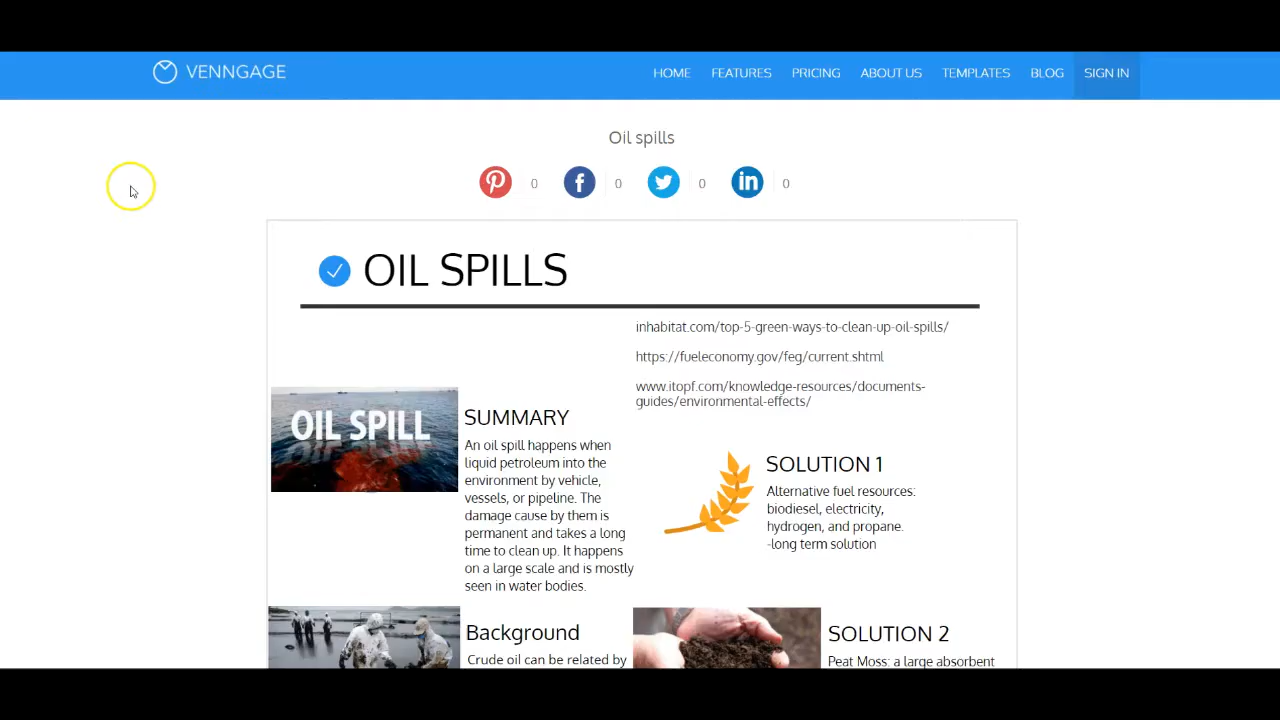 VENNGAGE
HOME FEATURES PRICING ABOUT US TEMPLATES BLOG SIGN IN
Oil spills
0 0 0 0
OIL SPILLS
inhabitat.com/top-5-green-ways-to-clean-up-oil-spills/
https://fueleconomy.gov/feg/current.shtml
www.itopf.com/knowledge-resources/documents-
guides/environmental-effects/
OIL SPILL
SUMMARY
An oil spill happens when
liquid petroleum into the
environment by vehicle,
vessels, or pipeline. The
damage cause by them is
permanent and takes a long
time to clean up. It happens
on a large scale and is mostly
seen in water bodies.
SOLUTION 1
Alternative fuel resources:
biodiesel, electricity,
hydrogen, and propane.
-long term solution
Background
Crude oil can be related by
SOLUTION 2
Peat Moss: a large absorbent